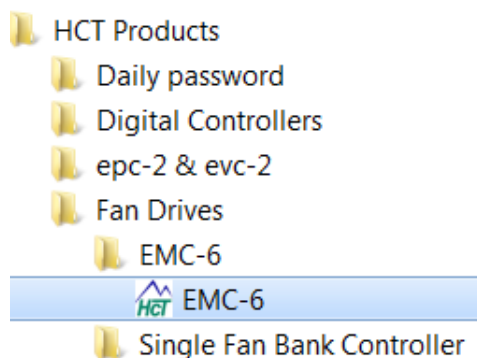 HCT Products
Daily password
Digital Controllers
epc-2 & evc-2
Fan Drives
EMC-6
HCT EMC-6
Single Fan Bank Controller